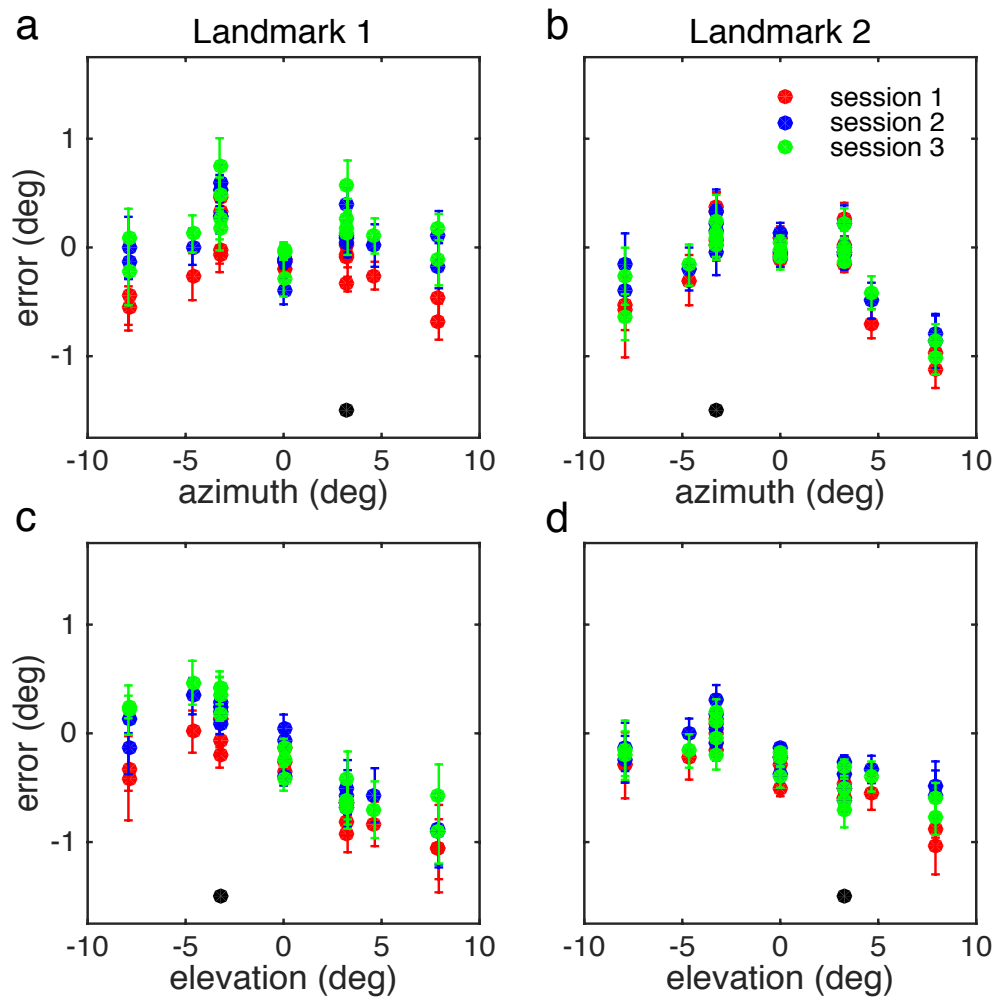 a
Landmark 1
b
Landmark 2
session 1
session 2
session 3
error (deg)
1
0
-1
-10
-5
0
5
10
azimuth (deg)
-10
-5
0
5
10
azimuth (deg)
c
d
error (deg)
1
0
-1
-10
-5
0
5
10
elevation (deg)
-10
-5
0
5
10
elevation (deg)